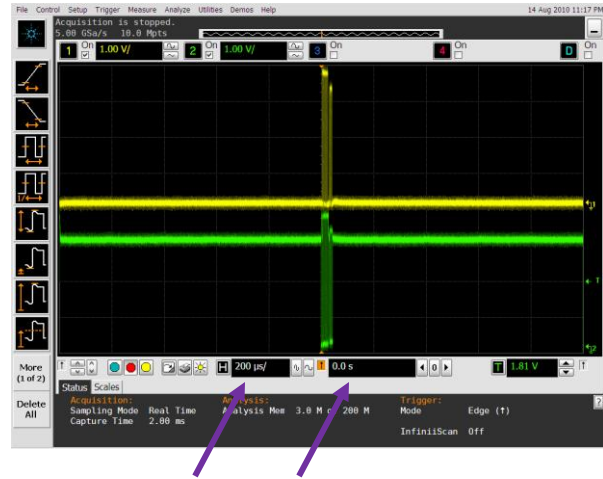 File Control Setup Trigger Measure Analyze Utilities Demos Help 14 Aug 2010 11:17 PM
Acquisition is stopped.
5.00 GSa/s 10.0 Mpts
1 On 1.00 V/ 2 On 1.00 V/ 3 On 4 On D On
T
More
(1 of 2)
Delete
All
H 200 µs/ 0.0 s 0 T 1.81 V
Status Scales
Acquisition: Analysis: Trigger:
Sampling Mode Real Time Analysis Mem 3.0 M of 200 M Mode Edge (↑)
Capture Time 2.00 ms
InfiniiScan Off
?